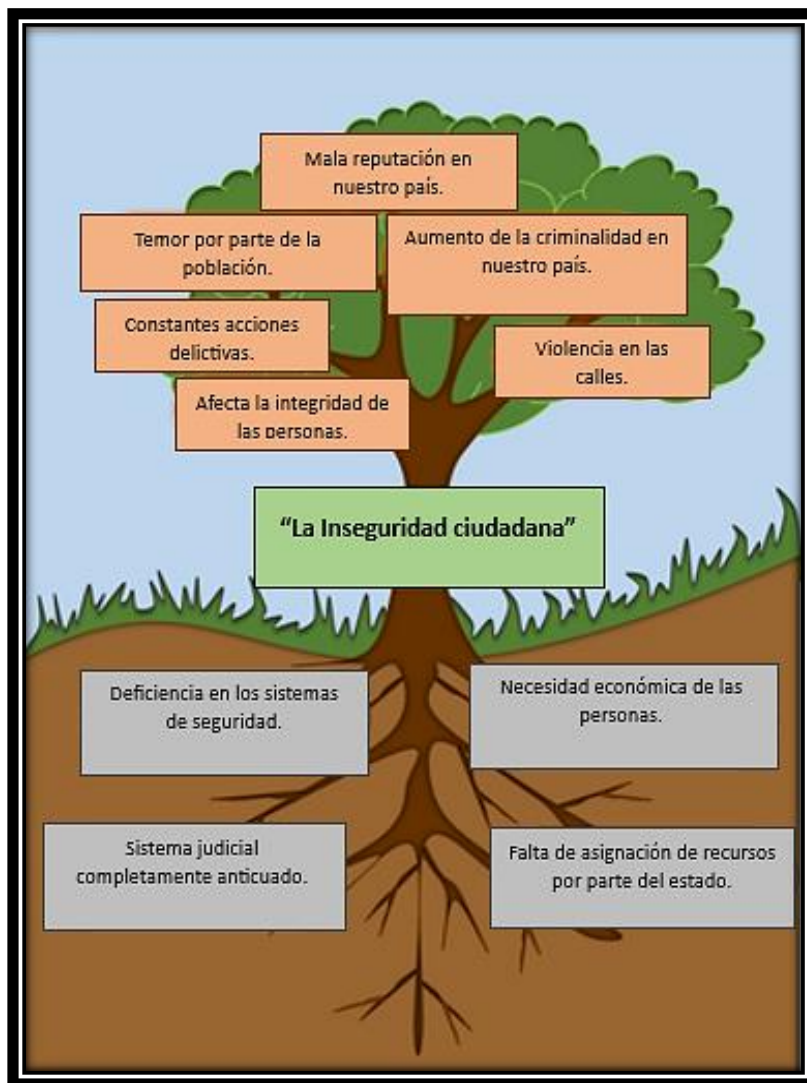 Mala reputación en
nuestro país.
Temor por parte de la
población.
Aumento de la criminalidad en
nuestro país.
Constantes acciones
delictivas.
Violencia en las
calles.
Afecta la integridad de
las personas.
“La Inseguridad ciudadana”
Deficiencia en los sistemas
de seguridad.
Necesidad económica de las
personas.
Sistema judicial
completamente anticuado.
Falta de asignación de recursos
por parte del estado.